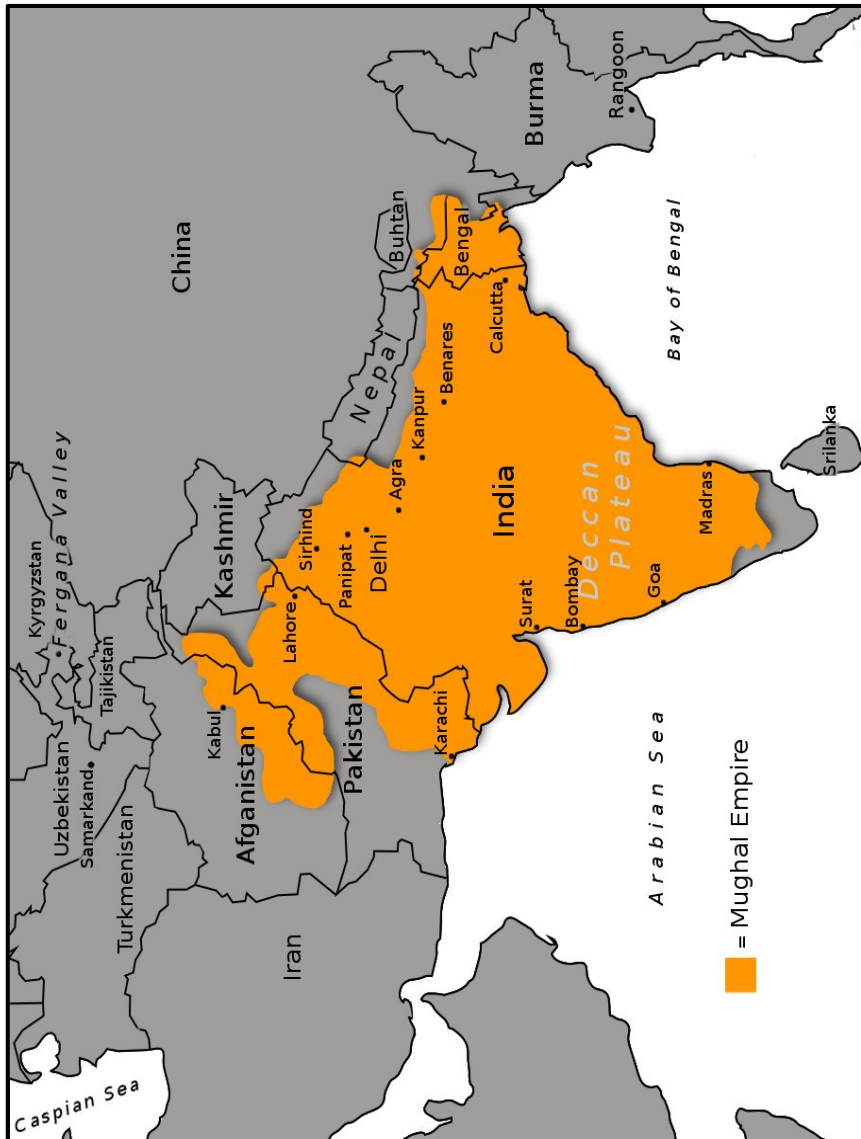 Caspian Sea
Uzbekistan
Samarkand
Turkmenistan
Kyrgyzstan
Fergana Valley
Tajikistan
China
Kabul
Afganistan
Kashmir
Iran
Pakistan
Lahore
Sirhind
Panipat
Delhi
Nepal
Buhtan
Agra
Kanpur
Benares
Bengal
Karachi
Calcutta
India
Burma
Rangoon
Surat
Bombay
Deccan
Plateau
Goa
Madras
Arabian Sea
Bay of Bengal
Srilanka
= Mughal Empire